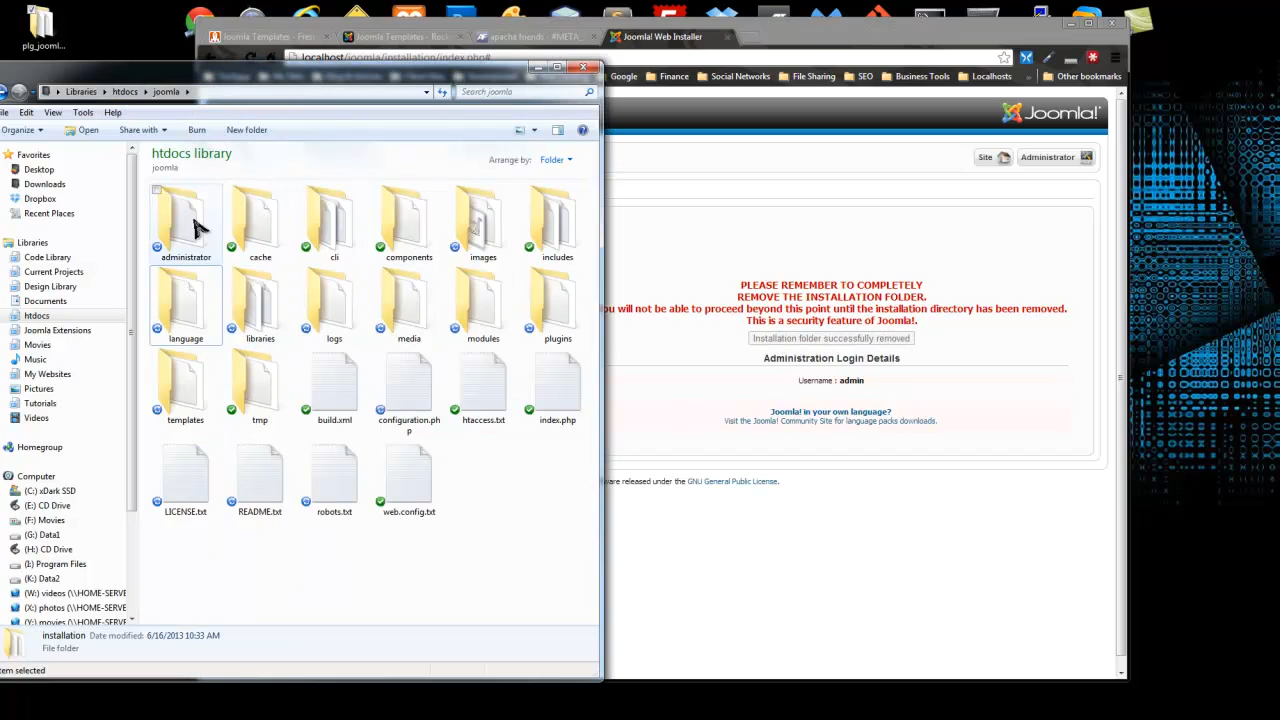 plg_jooml...
Joomla Templates - Free
Joomla Templates - Rock
apache friends - #META_
Joomla! Web Installer
localhost/joomla/installation/index.php#
Google
Finance
Social Networks
File Sharing
SEO
Business Tools
Localhosts
»
Other bookmarks
Libraries
htdocs
joomla
Search joomla
File
Edit
View
Tools
Help
Organize
Open
Share with
Burn
New folder
htdocs library
joomla
Arrange by:
Folder
Favorites
Desktop
Downloads
Dropbox
Recent Places
Libraries
Code Library
Current Projects
Design Library
Documents
htdocs
Joomla Extensions
Movies
Music
My Websites
Pictures
Tutorials
Videos
Homegroup
Computer
(C:) xDark SSD
(E:) CD Drive
(F:) Movies
(G:) Data1
(H:) CD Drive
(I:) Program Files
(K:) Data2
(W:) videos (\\HOME-SERVE
(X:) photos (\\HOME-SERVE
(Y:) movies (\\HOME-SERVE
administrator
cache
cli
components
images
includes
language
libraries
logs
media
modules
plugins
templates
tmp
build.xml
configuration.ph
p
htaccess.txt
index.php
LICENSE.txt
README.txt
robots.txt
web.config.txt
installation
Date modified: 6/16/2013 10:33 AM
File folder
tem selected
Joomla!
Site
Administrator
PLEASE REMEMBER TO COMPLETELY
REMOVE THE INSTALLATION FOLDER.
ou will not be able to proceed beyond this point until the installation directory has been removed.
This is a security feature of Joomla!.
Installation folder successfully removed
Administration Login Details
Username : admin
Joomla! in your own language?
Visit the Joomla! Community Site for language packs downloads.
ware released under the GNU General Public License.